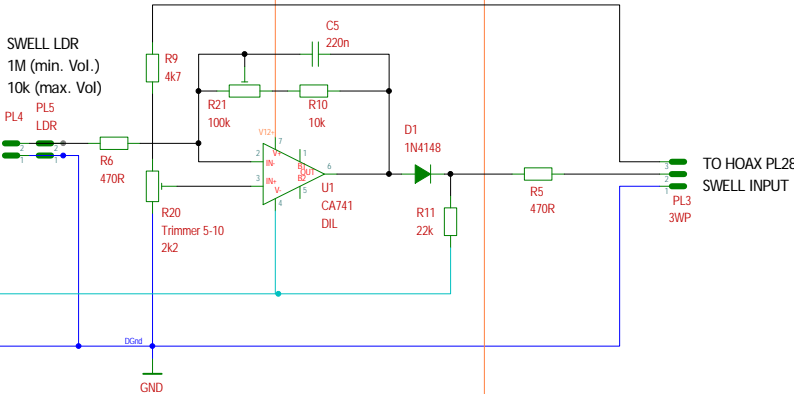 SWELL LDR
1M (min. Vol.)
10k (max. Vol)
PL4
PL5
LDR
2
2
1
1
R6
470R
R9
4k7
R20
Trimmer 5-10
2k2
C5
220n
R21
100k
R10
10k
V12+
7
V+
1
2
IN-
B1
OUT
6
3
IN+
B2
V-
5
4
U1
CA741
DIL
D1
1N4148
R11
22k
R5
470R
3
2
1
TO HOAX PL28
SWELL INPUT
PL3
3WP
DGnd
GND